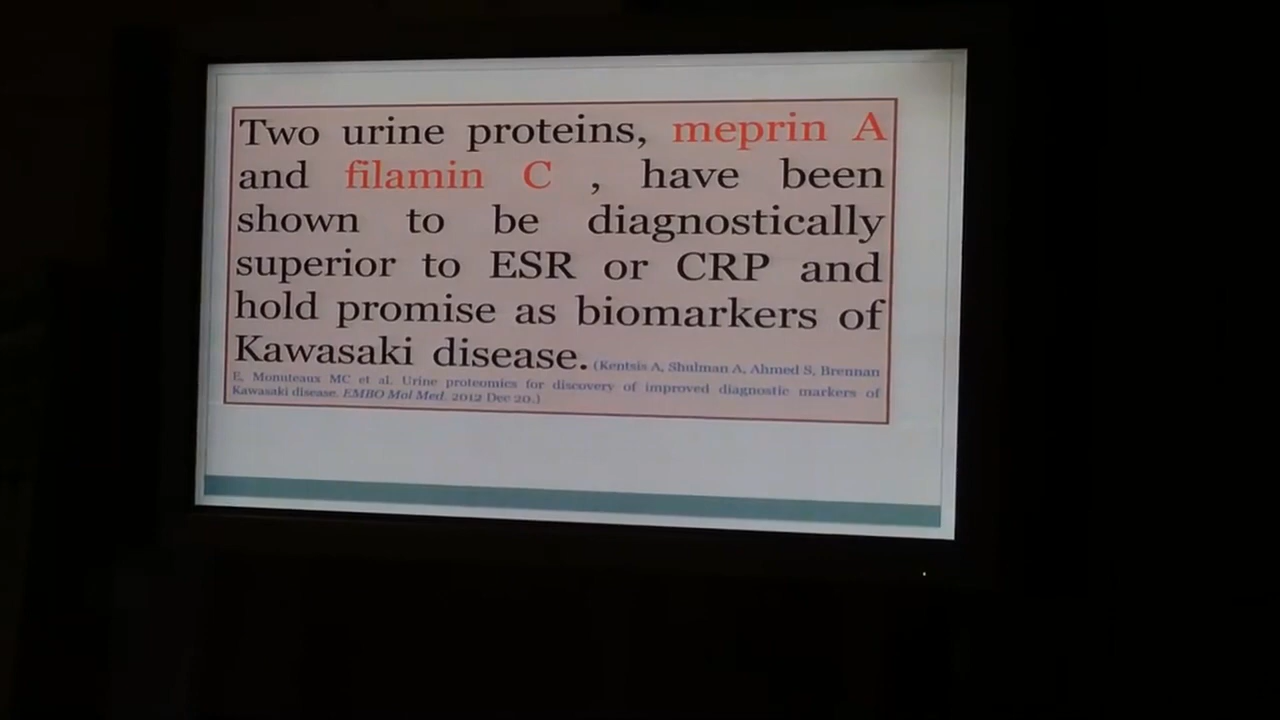 Two urine proteins, meprin A
and filamin C , have been
shown to be diagnostically
superior to ESR or CRP and
hold promise as biomarkers of
Kawasaki disease. (Kentsis A, Shulman A, Ahmed S, Brennan
E, Monuteaux MC et al. Urine proteomics for discovery of improved diagnostic markers of
Kawasaki disease. EMBO Mol Med. 2012 Dec 20.)